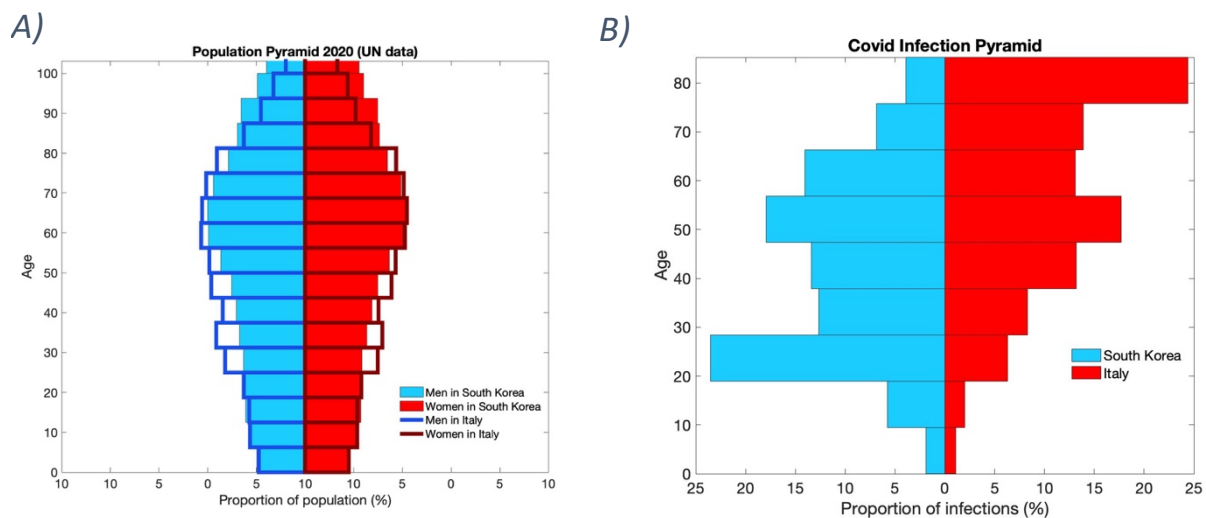 A)
Population Pyramid 2020 (UN data)
100
90
80
70
60
50
40
30
20
10
0
Age
Men in South Korea
Women in South Korea
Men in Italy
Women in Italy
10 10 0 5 10 5 0 10
Proportion of population (%)
B)
Covid Infection Pyramid
80
70
60
50
40
30
20
10
0
Age
South Korea
Italy
25 20 15 10 5 0 5 10 15 20 25
Proportion of infections (%)